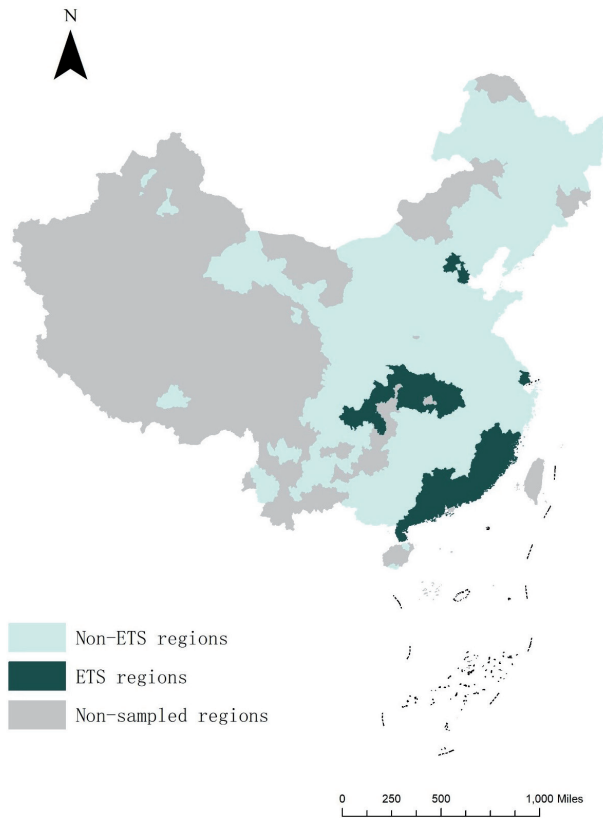 N
Non-ETS regions
ETS regions
Non-sampled regions
0 250 500 1,000 Miles